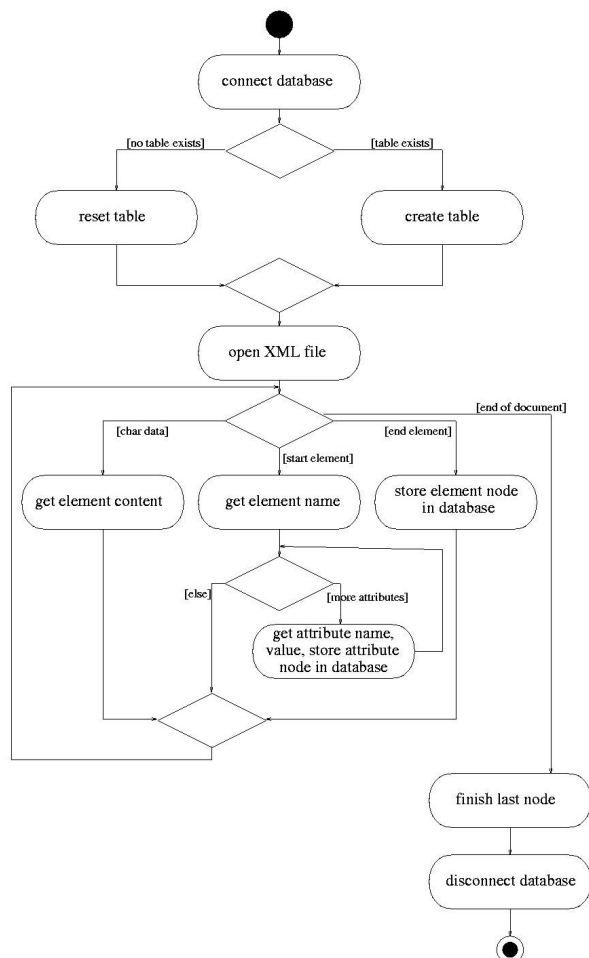 connect database
[no table exists]
[table exists]
reset table
create table
open XML file
[end of document]
[char data]
[end element]
[start element]
get element content
get element name
store element node
in database
[else]
[more attributes]
get attribute name,
value, store attribute
node in database
finish last node
disconnect database